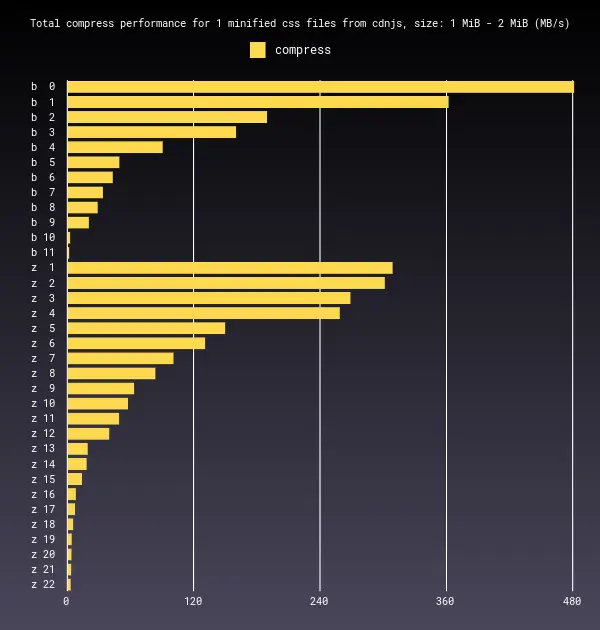 Total compress performance for 1 minified css files from cdnjs, size: 1 MiB - 2 MiB (MB/s)
compress
b 0
b 1
b 2
b 3
b 4
b 5
b 6
b 7
b 8
b 9
b 10
b 11
z 1
z 2
z 3
z 4
z 5
z 6
z 7
z 8
z 9
z 10
z 11
z 12
z 13
z 14
z 15
z 16
z 17
z 18
z 19
z 20
z 21
z 22
0 120 240 360 480